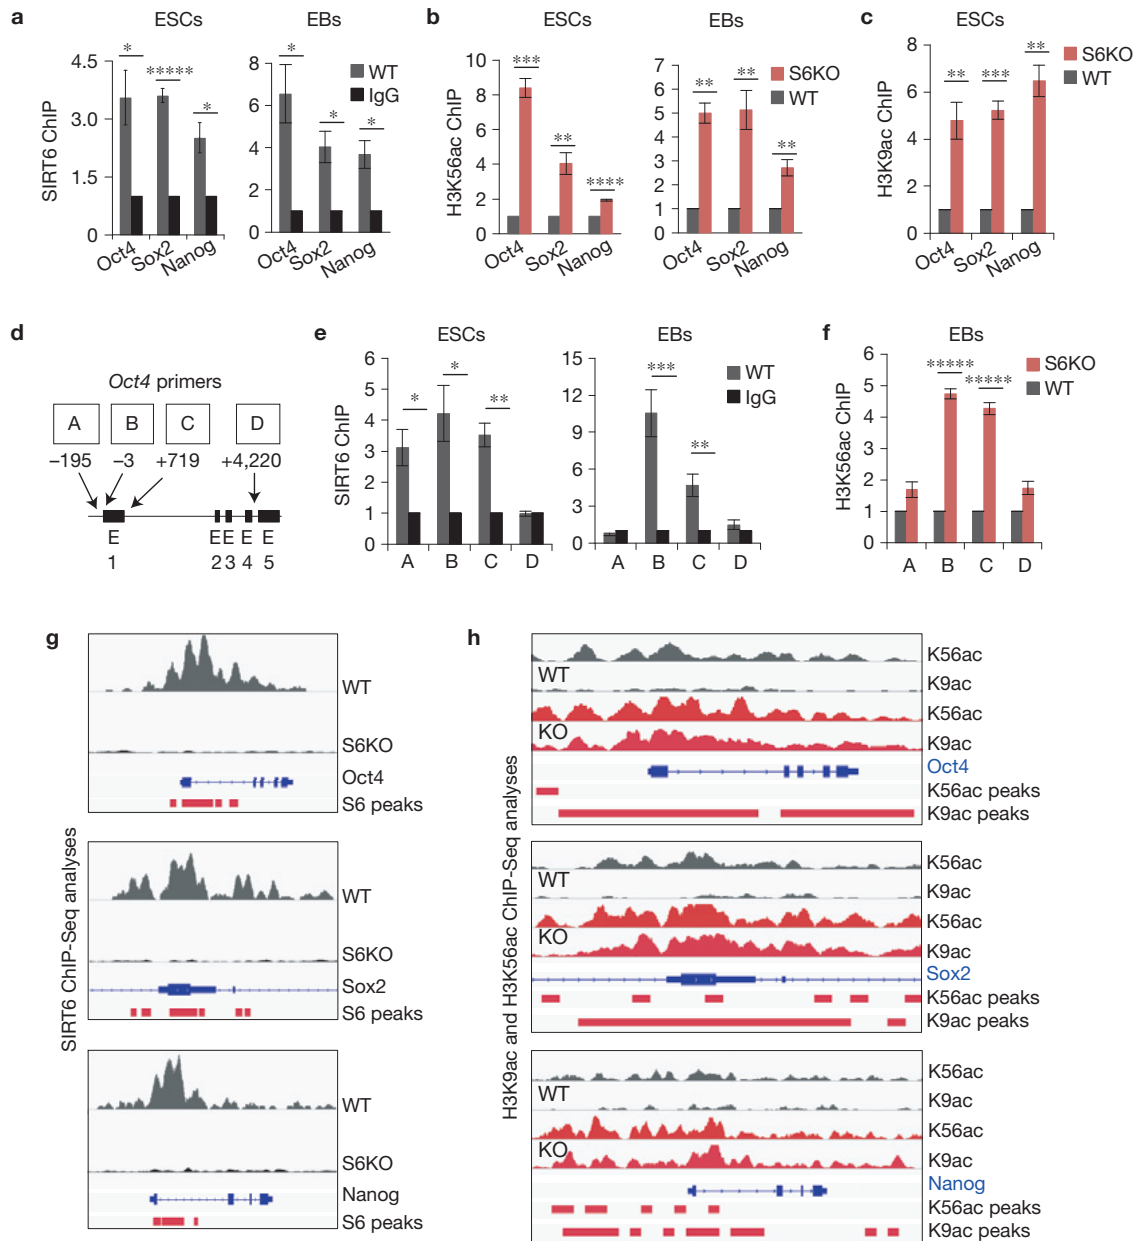 a
ESCs
EBs
SIRT6 ChIP
4.5
3.0
1.5
0
*
*****
*
Oct4
Sox2
Nanog
8
6
4
2
0
*
*
*
Oct4
Sox2
Nanog
WT
IgG
b
ESCs
EBs
H3K56ac ChIP
10
8
6
4
2
0
***
**
****
Oct4
Sox2
Nanog
7
6
5
4
3
2
1
0
**
**
**
Oct4
Sox2
Nanog
S6KO
WT
c
ESCs
H3K9ac ChIP
8
6
4
2
0
**
***
**
Oct4
Sox2
Nanog
d
Oct4 primers
A B C D
–195 –3 +719 +4,220
E EE E E
1 2 3 4 5
e
ESCs
EBs
SIRT6 ChIP
6
5
4
3
2
1
0
*
*
**
A B C D
15
12
9
6
3
0
***
**
A B C D
WT
IgG
f
EBs
H3K56ac ChIP
6
5
4
3
2
1
0
*****
*****
A B C D
S6KO
WT
g
SIRT6 ChIP-Seq analyses
WT
S6KO
Oct4
S6 peaks
WT
S6KO
Sox2
S6 peaks
WT
S6KO
Nanog
S6 peaks
h
H3K9ac and H3K56ac ChIP-Seq analyses
K56ac
WT
K9ac
K56ac
KO
K9ac
Oct4
K56ac peaks
K9ac peaks
K56ac
WT
K9ac
K56ac
KO
K9ac
Sox2
K56ac peaks
K9ac peaks
K56ac
WT
K9ac
K56ac
KO
K9ac
Nanog
K56ac peaks
K9ac peaks